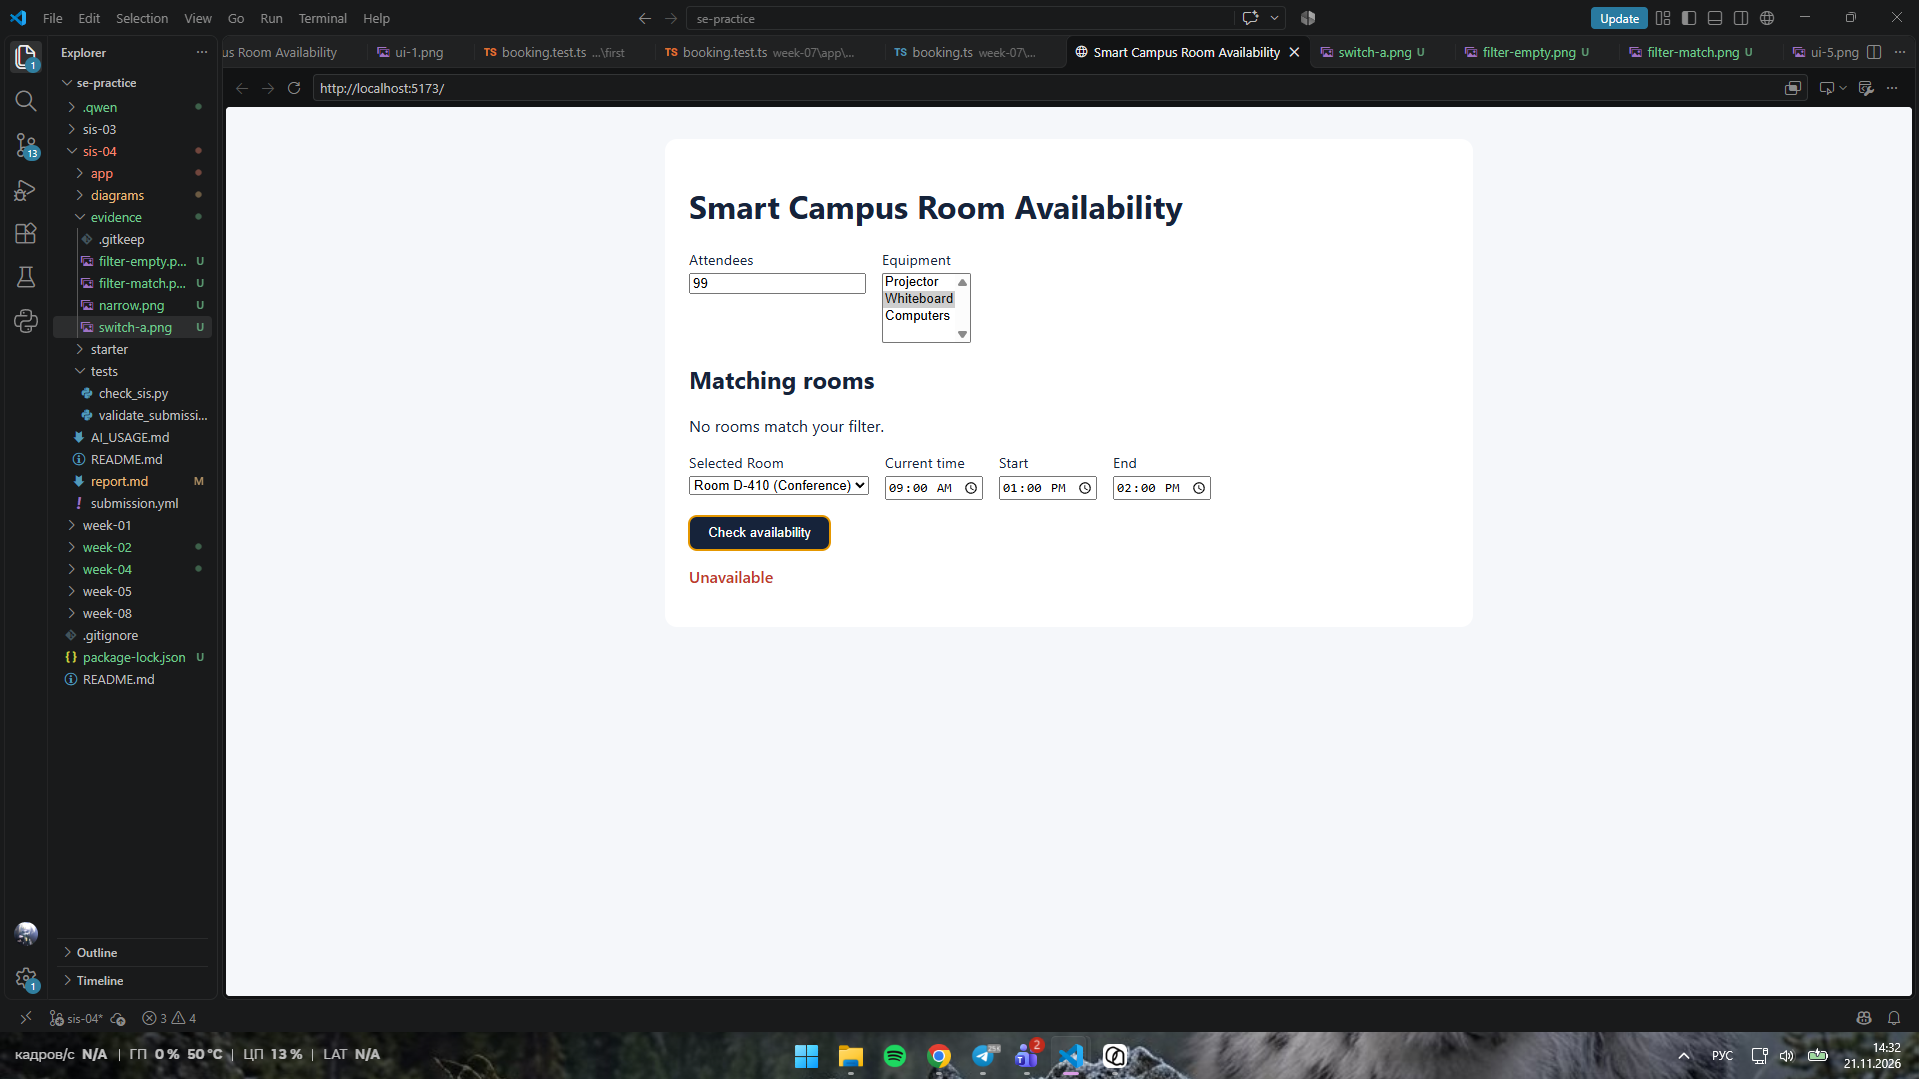 File Edit Selection View Go Run Terminal Help
se-practice
Update
Explorer
us Room Availability
ui-1.png
TS booking.test.ts ...\first
TS booking.test.ts week-07\app\...
TS booking.ts week-07\...
Smart Campus Room Availability
switch-a.png U
filter-empty.png U
filter-match.png U
ui-5.png
http://localhost:5173/
1
13
se-practice
.qwen
sis-03
sis-04
app
diagrams
evidence
.gitkeep
filter-empty.p... U
filter-match.p... U
narrow.png U
switch-a.png U
starter
tests
check_sis.py
validate_submissi...
AI_USAGE.md
README.md
report.md M
submission.yml
week-01
week-02
week-04
week-05
week-08
.gitignore
package-lock.json U
README.md
Outline
Timeline
1
Smart Campus Room Availability
Attendees
99
Equipment
Projector
Whiteboard
Computers
Matching rooms
No rooms match your filter.
Selected Room Current time Start End
Room D-410 (Conference) 09:00 AM 01:00 PM 02:00 PM
Check availability
Unavailable
sis-04* 3 4
кадров/с N/A | ГП 0 % 50 °C | ЦП 13 % | LAT N/A
2
РУС
14:32
21.11.2026